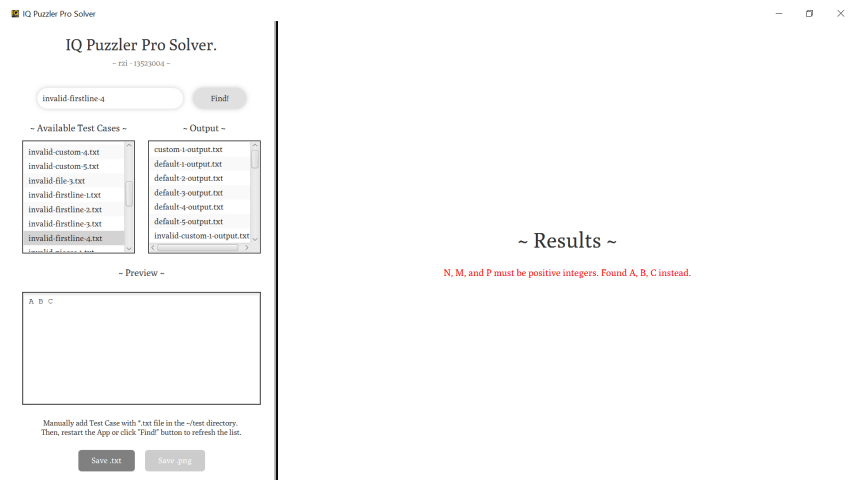 IQ Puzzler Pro Solver
IQ Puzzler Pro Solver.
~ rzi - 13523004 ~
invalid-firstline-4
Find!
~ Available Test Cases ~
~ Output ~
invalid-custom-4.txt
invalid-custom-5.txt
invalid-file-3.txt
invalid-firstline-1.txt
invalid-firstline-2.txt
invalid-firstline-3.txt
invalid-firstline-4.txt
custom-1-output.txt
default-1-output.txt
default-2-output.txt
default-3-output.txt
default-4-output.txt
default-5-output.txt
invalid-custom-1-output.txt
~ Preview ~
A B C
Manually add Test Case with *.txt file in the ~/test directory.
Then, restart the App or click "Find!" button to refresh the list.
Save .txt
Save .png
~ Results ~
N, M, and P must be positive integers. Found A, B, C instead.